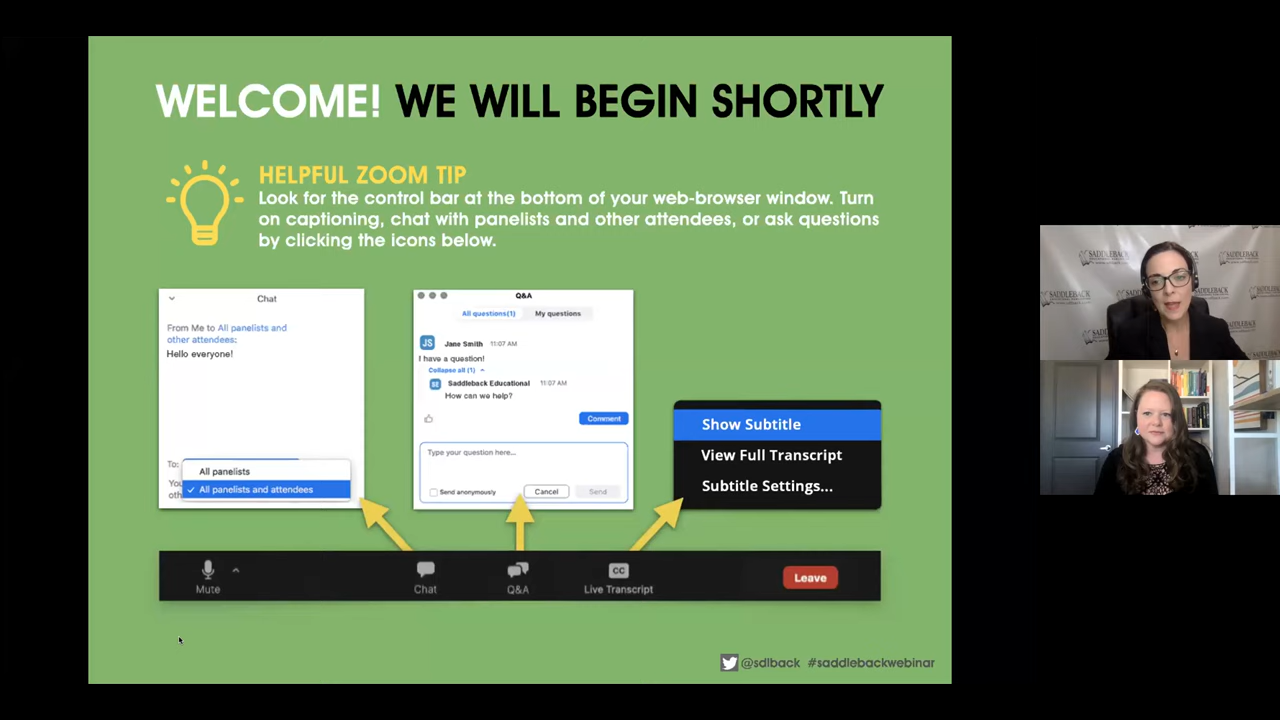 WELCOME! WE WILL BEGIN SHORTLY
HELPFUL ZOOM TIP
Look for the control bar at the bottom of your web-browser window. Turn
on captioning, chat with panelists and other attendees, or ask questions
by clicking the icons below.
Chat
From Me to All panelists and
other attendees:
Hello everyone!
To:
All panelists
You
✓ All panelists and attendees
oth
Q&A
All questions(1) My questions
JS Jane Smith 11:07 AM
I have a question!
Collapse all (1)
SE Saddleback Educational 11:07 AM
How can we help?
Comment
Type your question here...
Send anonymously Cancel Send
Show Subtitle
View Full Transcript
Subtitle Settings...
Mute
Chat
Q&A
CC
Live Transcript
Leave
@sdlback #saddlebackwebinar
SADDLEBACK